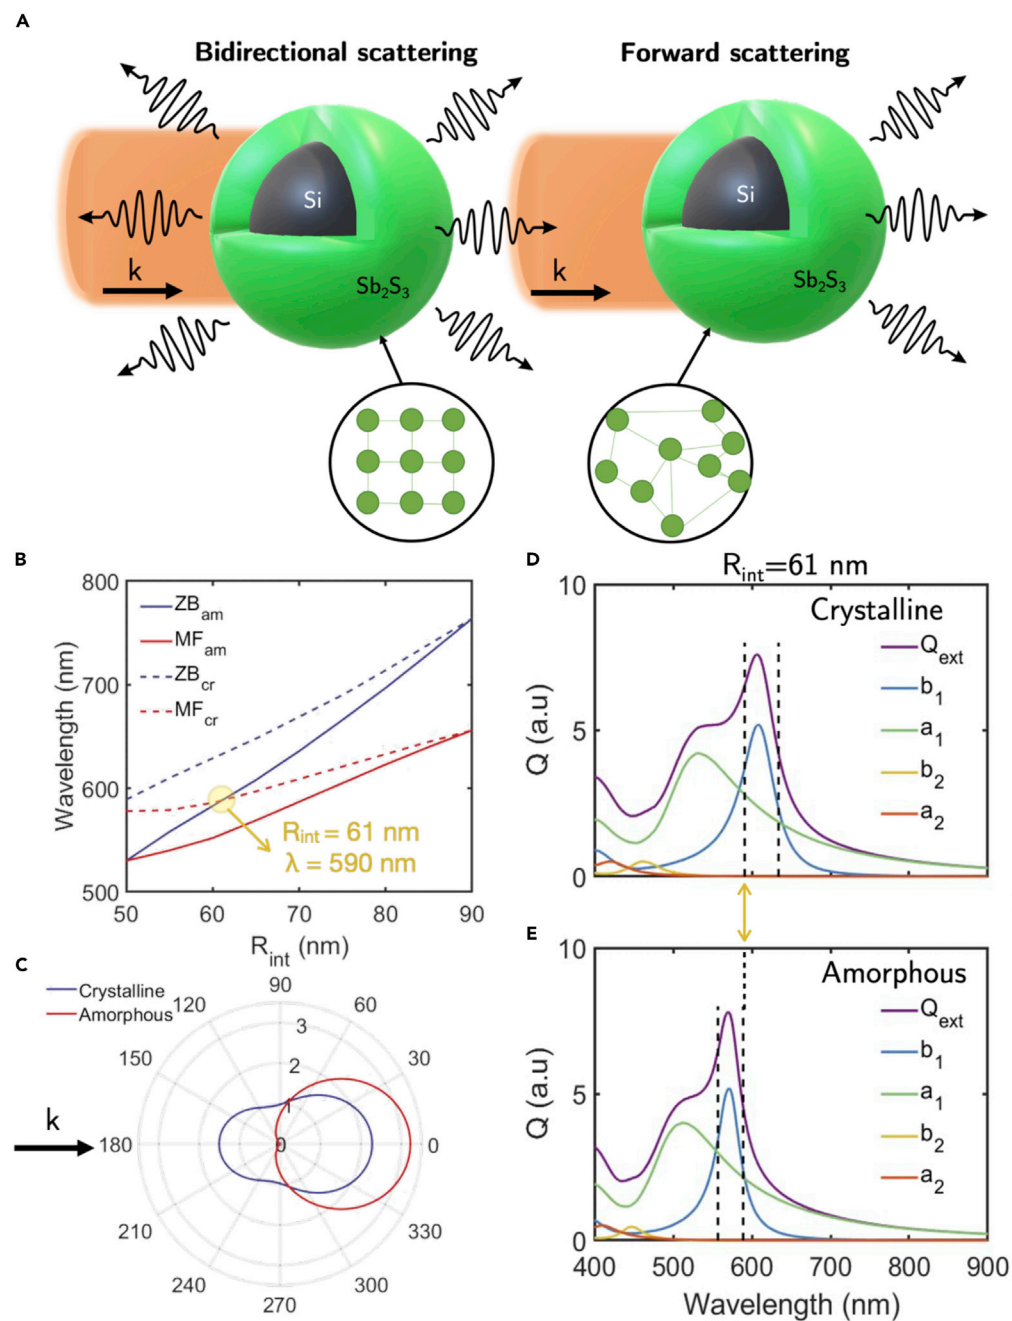 A
Bidirectional scattering
Forward scattering
Si
Si
k
k
Sb2S3
Sb2S3
B
800
700
600
500
Wavelength (nm)
ZBam
MFam
ZBcr
MFcr
Rint = 61 nm
λ = 590 nm
50
60
70
80
90
Rint (nm)
C
Crystalline
Amorphous
90
120
60
150
30
180
0
210
330
240
300
270
3
2
1
0
k
D
Rint=61 nm
10
5
0
Q (a.u)
Crystalline
Qext
b1
a1
b2
a2
E
10
5
0
Q (a.u)
Amorphous
Qext
b1
a1
b2
a2
400
500
600
700
800
900
Wavelength (nm)